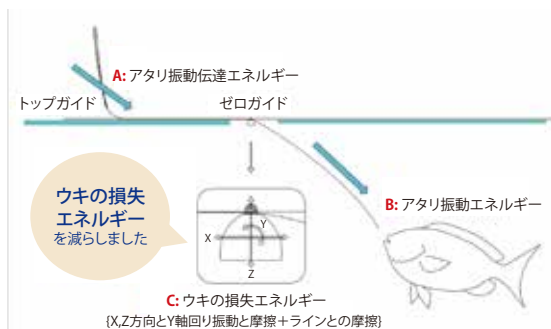 A: アタリ振動伝達エネルギー
トップガイド
ゼロガイド
ウキの損失
エネルギー
を減らしました
X
Y
Z
B: アタリ振動エネルギー
C: ウキの損失エネルギー
{X,Z方向とY軸回り振動と摩擦＋ラインとの摩擦}